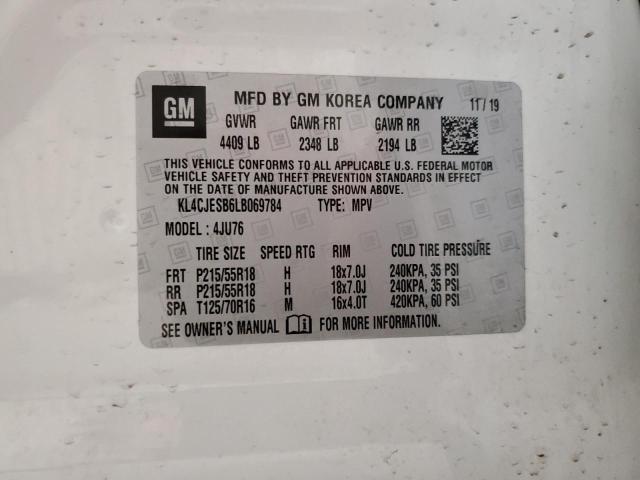 GM MFD BY GM KOREA COMPANY 11/19
GVWR GAWR FRT GAWR RR
4409 LB 2348 LB 2194 LB
THIS VEHICLE CONFORMS TO ALL APPLICABLE U.S. FEDERAL MOTOR
VEHICLE SAFETY AND THEFT PREVENTION STANDARDS IN EFFECT
ON THE DATE OF MANUFACTURE SHOWN ABOVE.
KL4CJESB6LB069784 TYPE: MPV
MODEL: 4JU76
TIRE SIZE SPEED RTG RIM COLD TIRE PRESSURE
FRT P215/55R18 H 18x7.0J 240KPA, 35 PSI
RR P215/55R18 H 18x7.0J 240KPA, 35 PSI
SPA T125/70R16 M 16x4.0T 420KPA, 60 PSI
SEE OWNER'S MANUAL FOR MORE INFORMATION.